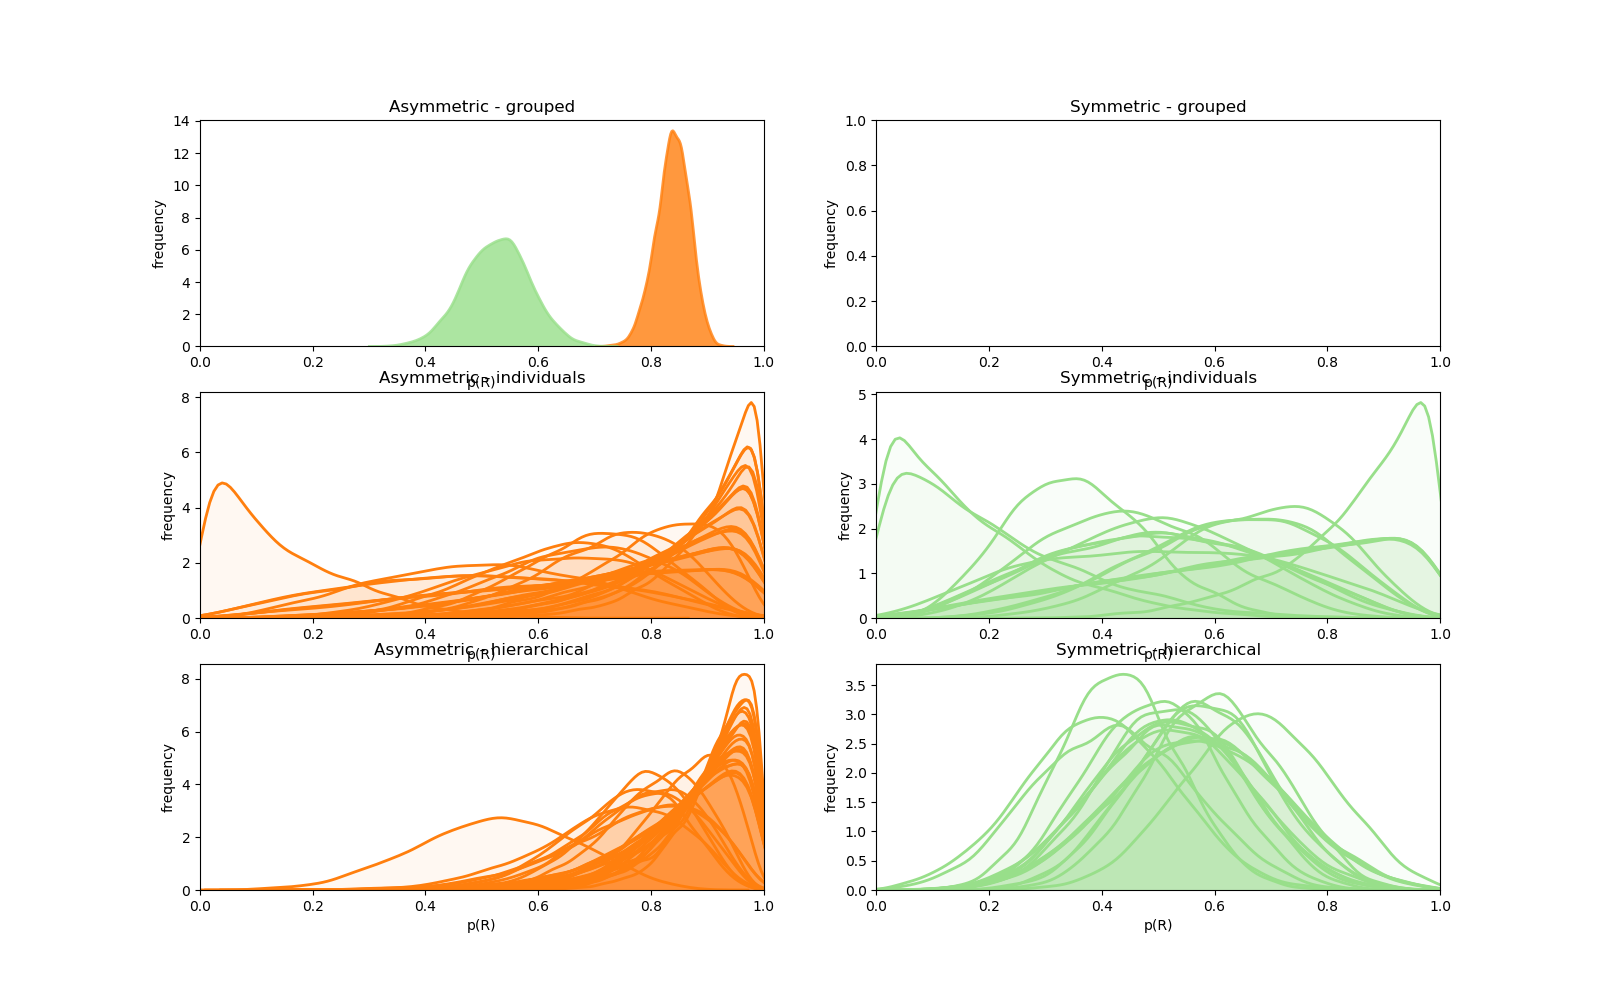 Asymmetric - grouped
14
12
10
8
6
4
2
0
frequency
0.0 0.2 0.4 0.6 0.8 1.0
p(R)
Symmetric - grouped
1.0
0.8
0.6
0.4
0.2
0.0
frequency
0.0 0.2 0.4 0.6 0.8 1.0
p(R)
Asymmetric - individuals
8
6
4
2
0
frequency
0.0 0.2 0.4 0.6 0.8 1.0
p(R)
Symmetric - individuals
5
4
3
2
1
0
frequency
0.0 0.2 0.4 0.6 0.8 1.0
p(R)
Asymmetric - hierarchical
8
6
4
2
0
frequency
0.0 0.2 0.4 0.6 0.8 1.0
p(R)
Symmetric - hierarchical
3.5
3.0
2.5
2.0
1.5
1.0
0.5
0.0
frequency
0.0 0.2 0.4 0.6 0.8 1.0
p(R)